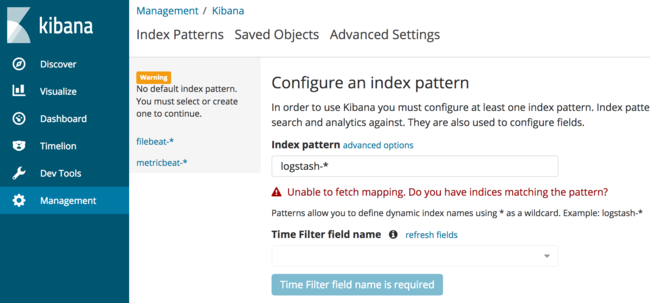 kibana
Discover
Visualize
Dashboard
Timelion
Dev Tools
Management
Management / Kibana
Index Patterns Saved Objects Advanced Settings
Warning
No default index pattern.
You must select or create
one to continue.
filebeat-*
metricbeat-*
Configure an index pattern
In order to use Kibana you must configure at least one index pattern. Index patte
search and analytics against. They are also used to configure fields.
Index pattern advanced options
logstash-*
Unable to fetch mapping. Do you have indices matching the pattern?
Patterns allow you to define dynamic index names using * as a wildcard. Example: logstash-*
Time Filter field name refresh fields
Time Filter field name is required